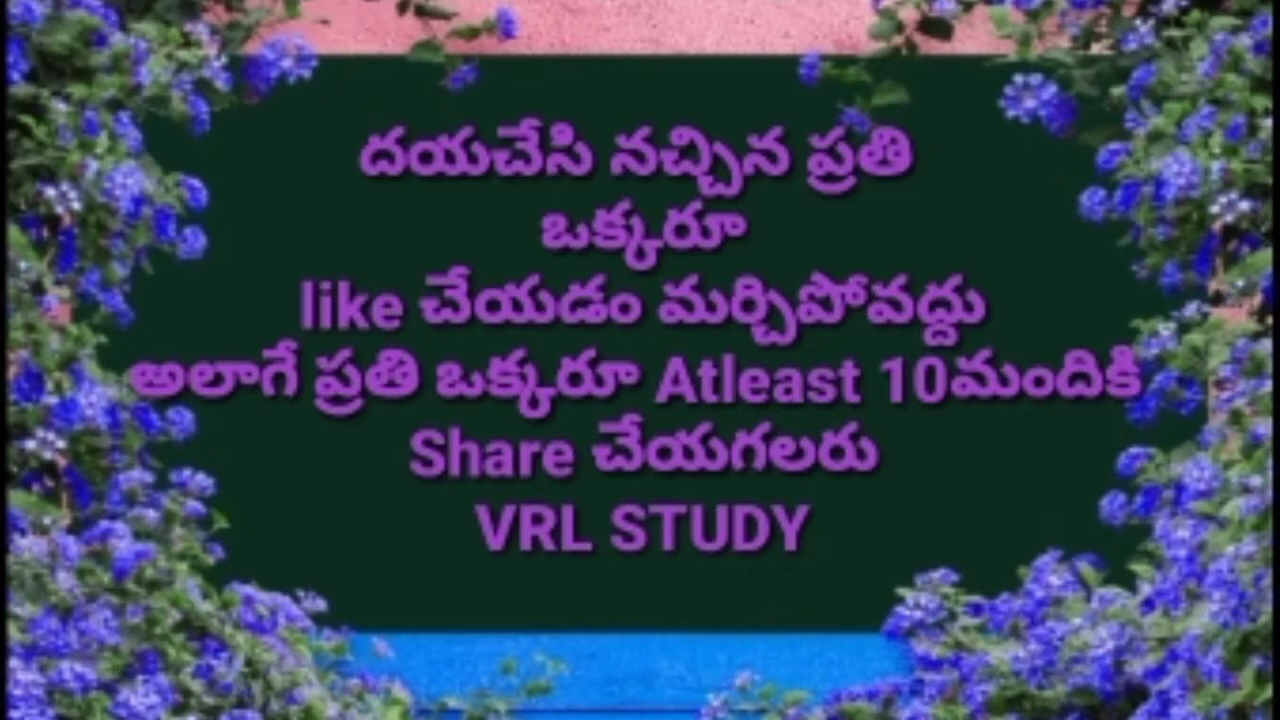 దయచేసి నచ్చిన ప్రతి
ఒక్కరూ
like చేయడం మర్చిపోవద్దు
అలాగే ప్రతి ఒక్కరూ Atleast 10మందికి
Share చేయగలరు
VRL STUDY